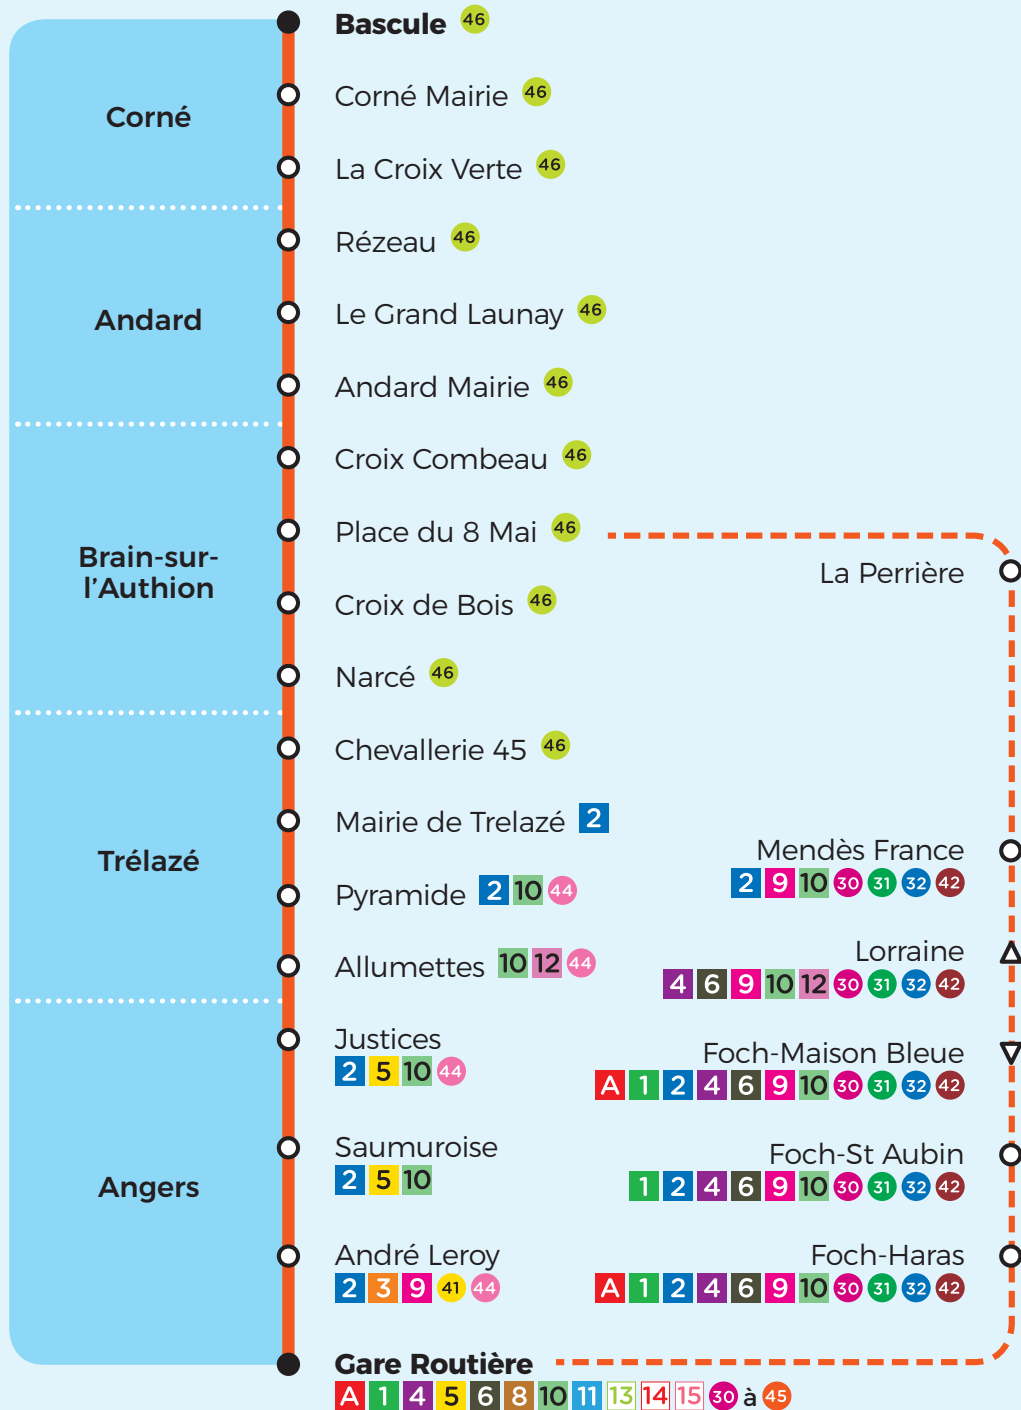 Bascule 46
Corné Mairie 46
Corné
La Croix Verte 46
Rézeau 46
Le Grand Launay 46
Andard
Andard Mairie 46
Croix Combeau 46
Place du 8 Mai 46
Brain-sur-
l'Authion
Croix de Bois 46
Narcé 46
Chevallerie 45 46
Mairie de Trelazé 2
Trélazé
Pyramide 2 10 44
Allumettes 10 12 44
Justices
2 5 10 44
Saumuroise
2 5 10
Angers
André Leroy
2 3 9 41 44
Gare Routière
A 1 4 5 6 8 10 11 13 14 15 30 à 45
La Perrière
Mendès France
2 9 10 30 31 32 42
Lorraine
4 6 9 10 12 30 31 32 42
Foch-Maison Bleue
A 1 2 4 6 9 10 30 31 32 42
Foch-St Aubin
1 2 4 6 9 10 30 31 32 42
Foch-Haras
A 1 2 4 6 9 10 30 31 32 42